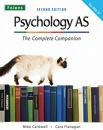 Folens
SECOND EDITION
Psychology AS
The Complete Companion
Mike Cardwell • Cara Flanagan